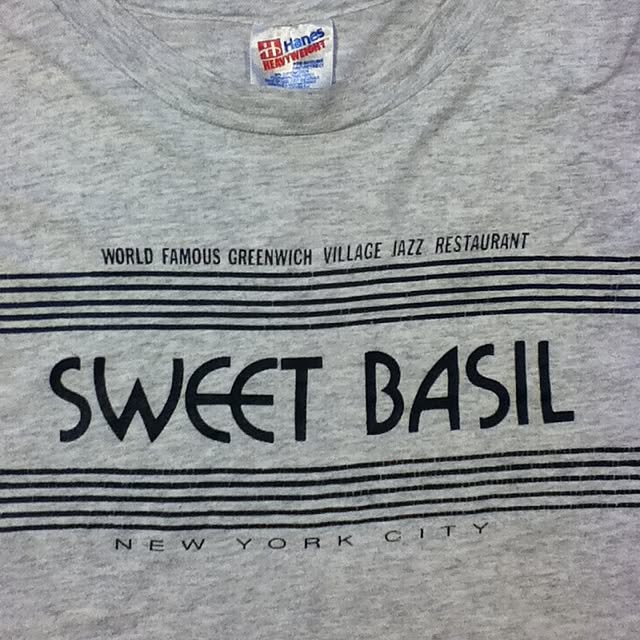 Hanes
HEAVYWEIGHT
WORLD FAMOUS GREENWICH VILLAGE JAZZ RESTAURANT
SWEET BASIL
NEW YORK CITY